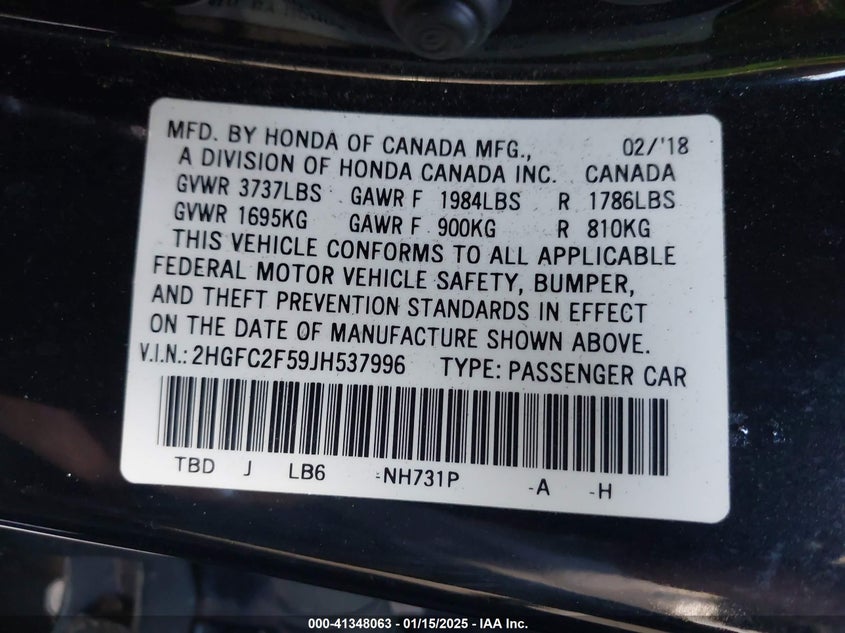 MFD. BY HONDA OF CANADA MFG., 02/'18
A DIVISION OF HONDA CANADA INC. CANADA
GVWR 3737LBS GAWR F 1984LBS R 1786LBS
GVWR 1695KG GAWR F 900KG R 810KG
THIS VEHICLE CONFORMS TO ALL APPLICABLE
FEDERAL MOTOR VEHICLE SAFETY, BUMPER,
AND THEFT PREVENTION STANDARDS IN EFFECT
ON THE DATE OF MANUFACTURE SHOWN ABOVE.
V.I.N.: 2HGFC2F59JH537996 TYPE: PASSENGER CAR
TBD J LB6 -NH731P -A -H
000-41348063 - 01/15/2025 - IAA Inc.